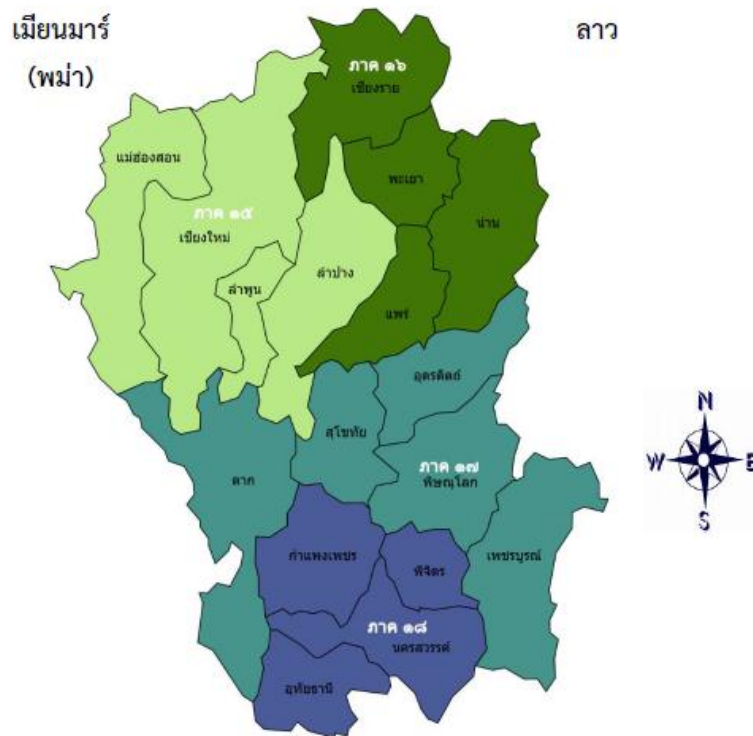 เมียนมาร์
(พม่า)
ลาว
ภาค ๑๖
เชียงราย
แม่ฮ่องสอน
พะเยา
ภาค ๑๕
เชียงใหม่
น่าน
ลำพูน
ลำปาง
แพร่
อุตรดิตถ์
สุโขทัย
ภาค ๑๗
พิษณุโลก
ตาก
N
W
E
S
กำแพงเพชร
พิจิตร
เพชรบูรณ์
ภาค ๑๘
นครสวรรค์
อุทัยธานี